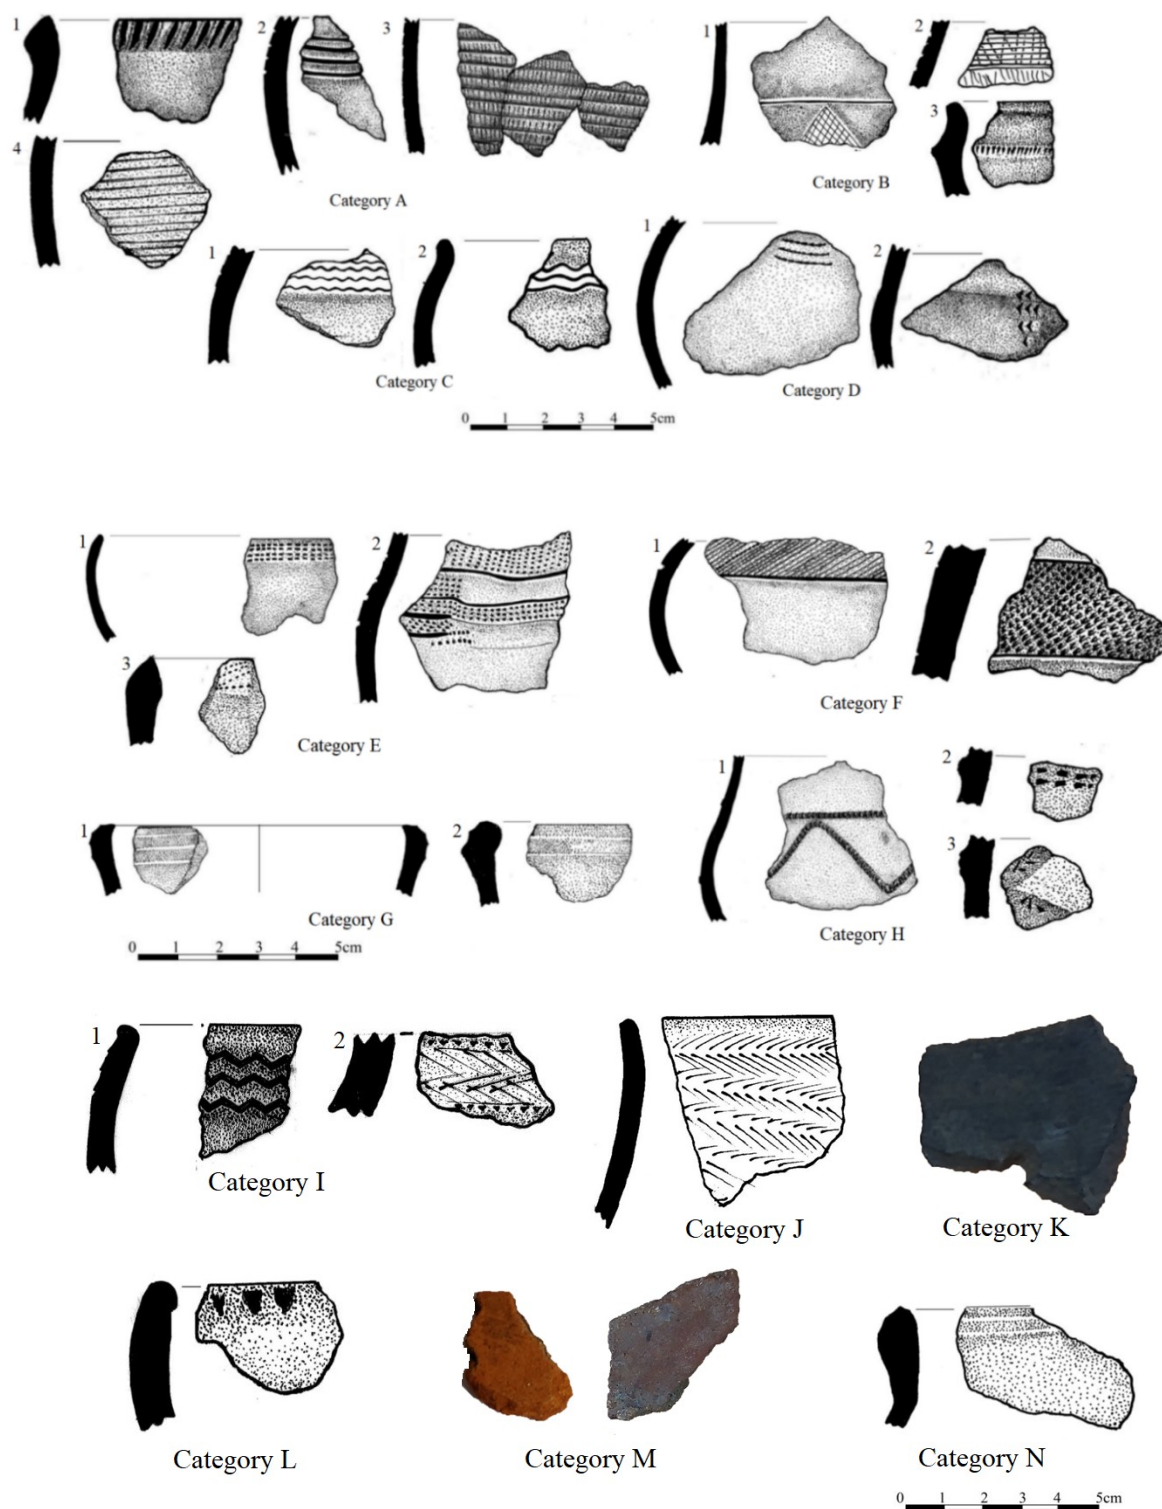 1 2 3 1 2
3
4
Category A Category B
1 2 1 2
Category C Category D
0 1 2 3 4 5cm
1 2 1 2
3
Category E Category F
1 2 1 2
3
Category G Category H
0 1 2 3 4 5cm
1 2
Category I Category J Category K
Category L Category M Category N
0 1 2 3 4 5cm